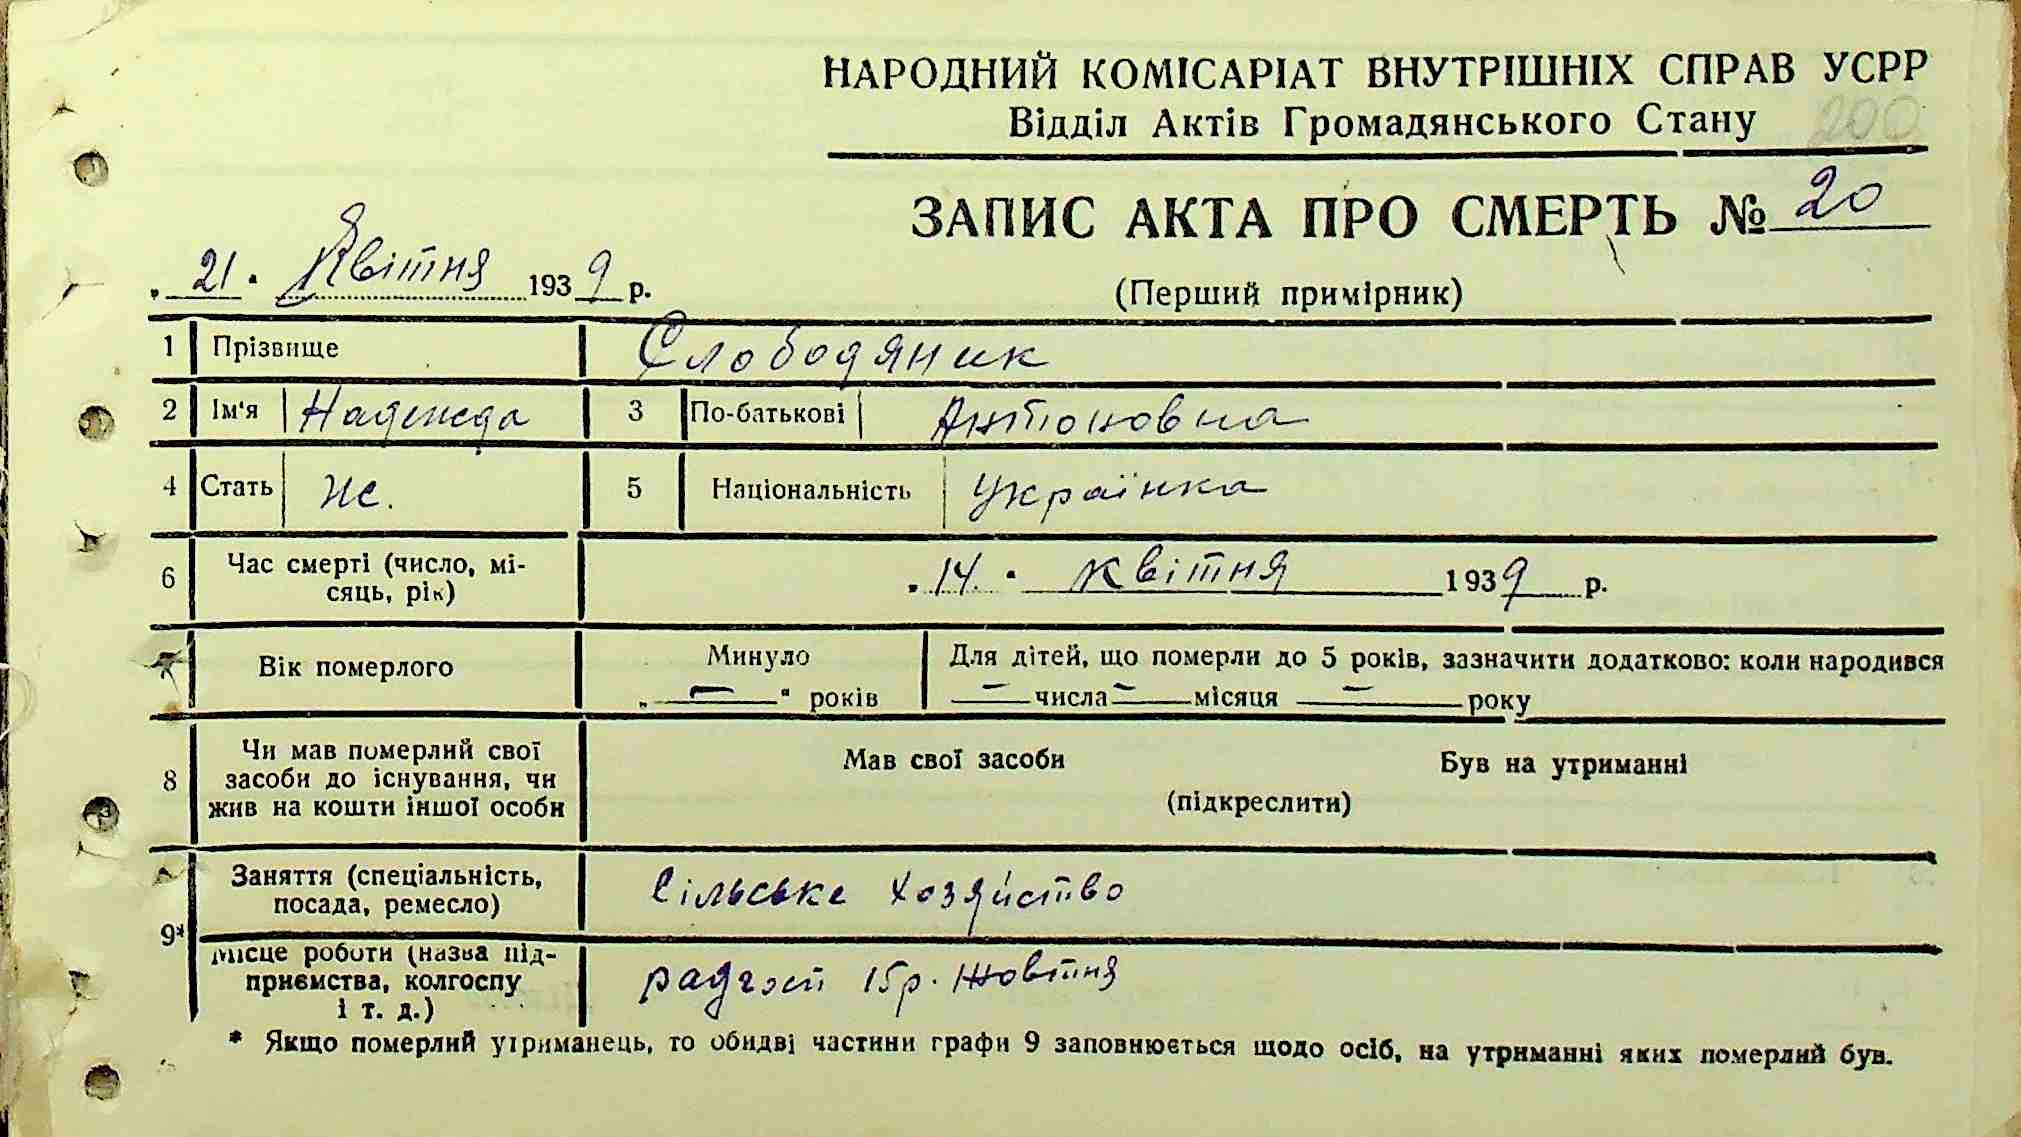 НАРОДНИЙ КОМІСАРІАТ ВНУТРІШНІХ СПРАВ УСРР
Відділ Актів Громадянського Стану
200
ЗАПИС АКТА ПРО СМЕРТЬ № 20
„21“ Квітня 1939 р.
(Перший примірник)
1 Прізвище Слободяник
2 Ім'я Надежда 3 По-батькові Антоновна
4 Стать ж. 5 Національність Українка
6 Час смерті (число, мі-
сяць, рік) „14“ квітня 1939 р.
7 Вік померлого Минуло „—“ років Для дітей, що померли до 5 років, зазначити додатково: коли народився
— числа — місяця — року
8 Чи мав померлий свої
засоби до існування, чи
жив на кошти іншої особи
Мав свої засоби Був на утриманні
(підкреслити)
9* Заняття (спеціальність,
посада, ремесло) Сільське хозяйство
Місце роботи (назва під-
приємства, колгоспу
і т. д.) радгосп 15 р. Жовтня
* Якщо померлий утриманець, то обидві частини графи 9 заповнюється щодо осіб, на утриманні яких померлий був.